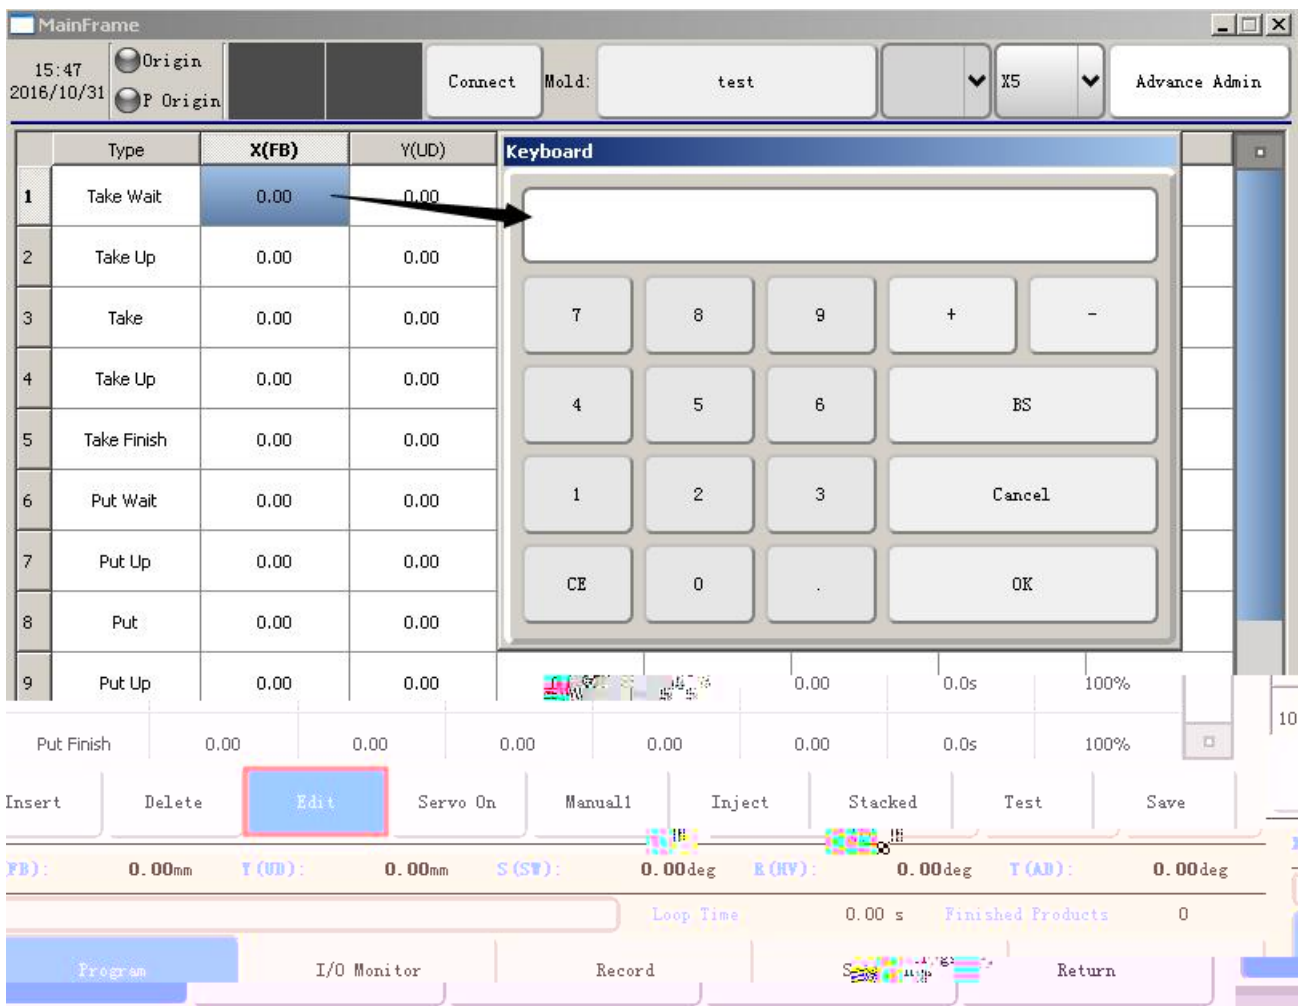 MainFrame
15:47
2016/10/31
Origin
P Origin
Connect
Mold:
test
X5
Advance Admin
Type X(FB) Y(UD)
1 Take Wait 0.00 0.00
2 Take Up 0.00 0.00
3 Take 0.00 0.00
4 Take Up 0.00 0.00
5 Take Finish 0.00 0.00
6 Put Wait 0.00 0.00
7 Put Up 0.00 0.00
8 Put 0.00 0.00
9 Put Up 0.00 0.00 0.00 0.0s 100%
Keyboard
7 8 9 + -
4 5 6 BS
1 2 3 Cancel
CE 0 . OK
10
Put Finish 0.00 0.00 0.00 0.00 0.00 0.0s 100%
Insert Delete Edit Servo On Manual1 Inject Stacked Test Save
(FB): 0.00mm Y(UD): 0.00mm S(SW): 0.00deg R(HV): 0.00deg T(AD): 0.00deg
Loop Time 0.00 s Finished Products 0
Program I/O Monitor Record Return